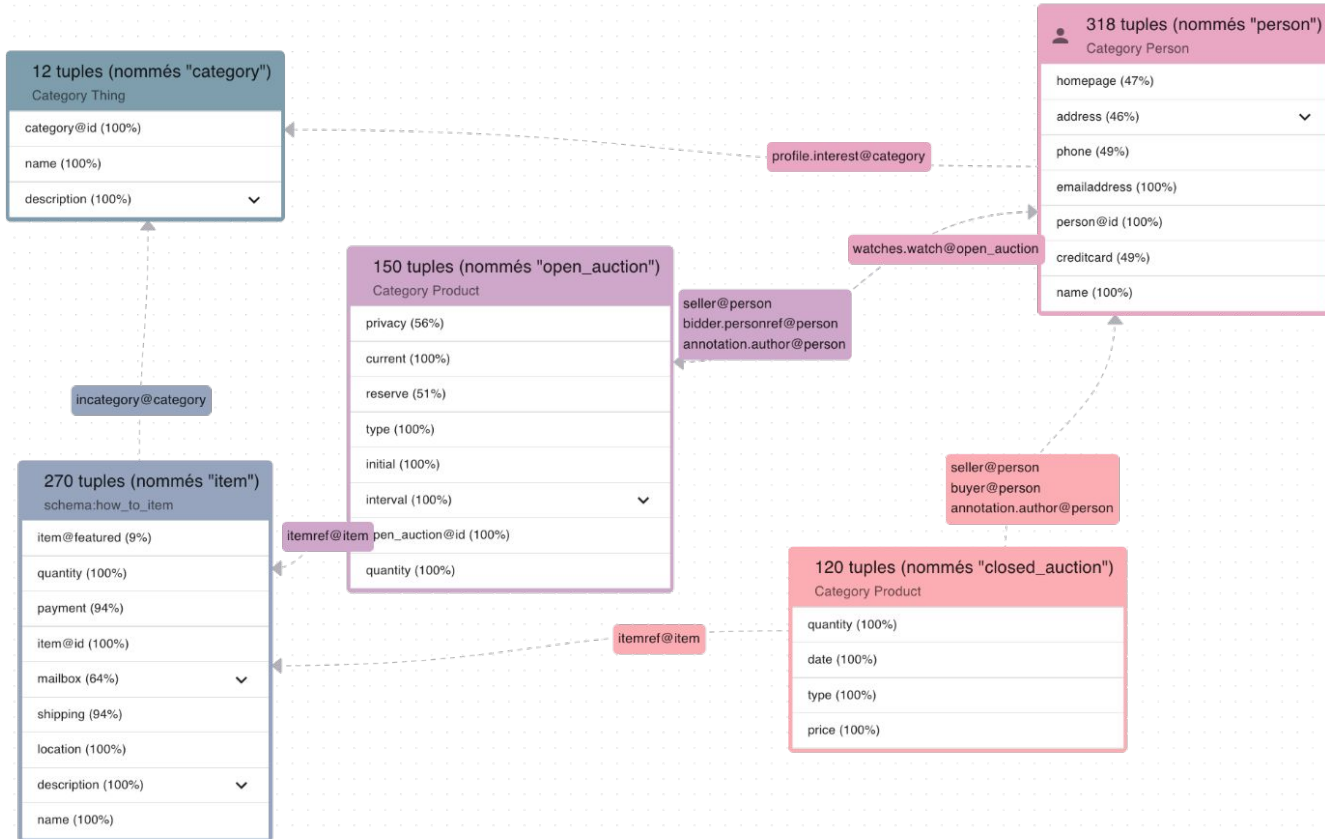 318 tuples (nommés "person")
Category Person
homepage (47%)
address (46%)
phone (49%)
emailaddress (100%)
person@id (100%)
creditcard (49%)
name (100%)
12 tuples (nommés "category")
Category Thing
category@id (100%)
name (100%)
description (100%)
profile.interest@category
watches.watch@open_auction
150 tuples (nommés "open_auction")
Category Product
privacy (56%)
current (100%)
reserve (51%)
type (100%)
initial (100%)
interval (100%)
pen_auction@id (100%)
quantity (100%)
seller@person
bidder.personref@person
annotation.author@person
incategory@category
270 tuples (nommés "item")
schema:how_to_item
item@featured (9%)
quantity (100%)
payment (94%)
item@id (100%)
mailbox (64%)
shipping (94%)
location (100%)
description (100%)
name (100%)
itemref@item
seller@person
buyer@person
annotation.author@person
120 tuples (nommés "closed_auction")
Category Product
quantity (100%)
date (100%)
type (100%)
price (100%)
itemref@item